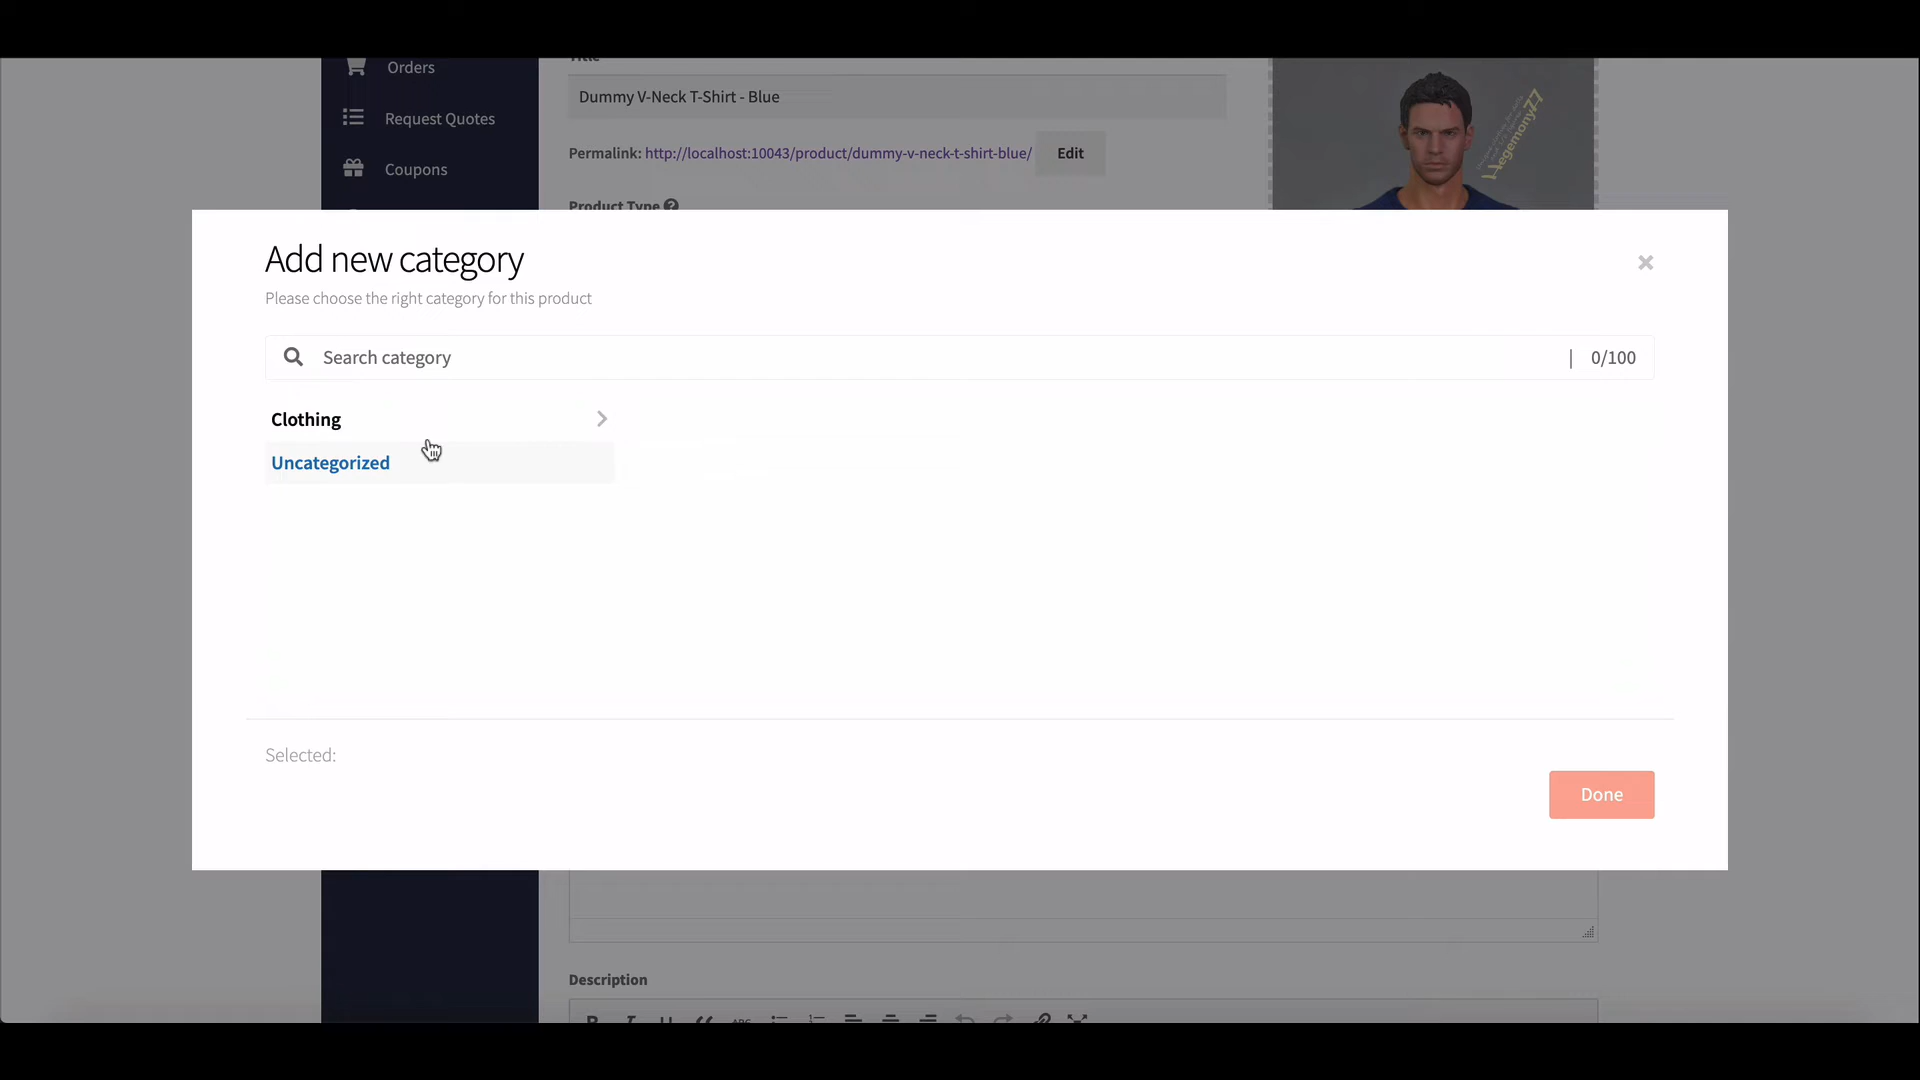 Orders
Title
Dummy V-Neck T-Shirt - Blue
Request Quotes
Permalink: http://localhost:10043/product/dummy-v-neck-t-shirt-blue/ Edit
Coupons
Product Type
Hegemony77
Add new category
Please choose the right category for this product
Search category | 0/100
Clothing
Uncategorized
Selected:
Done
Description
B I U ABC